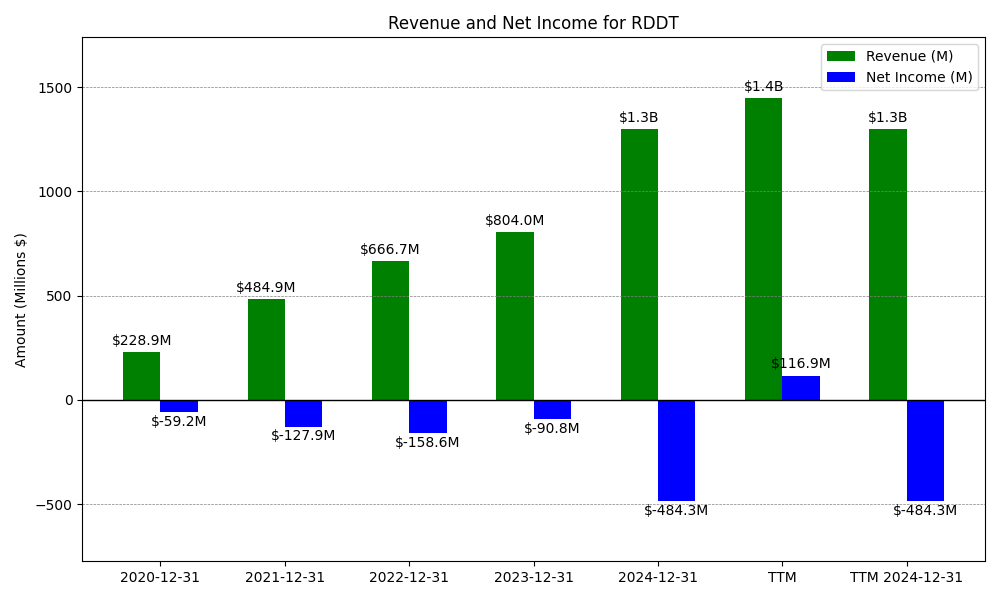 Revenue and Net Income for RDDT
Revenue (M)
Net Income (M)
Amount (Millions $)
1500
1000
500
0
−500
$228.9M
$484.9M
$666.7M
$804.0M
$1.3B
$1.4B
$1.3B
$-59.2M
$-127.9M
$-158.6M
$-90.8M
$-484.3M
$116.9M
$-484.3M
2020-12-31
2021-12-31
2022-12-31
2023-12-31
2024-12-31
TTM
TTM 2024-12-31